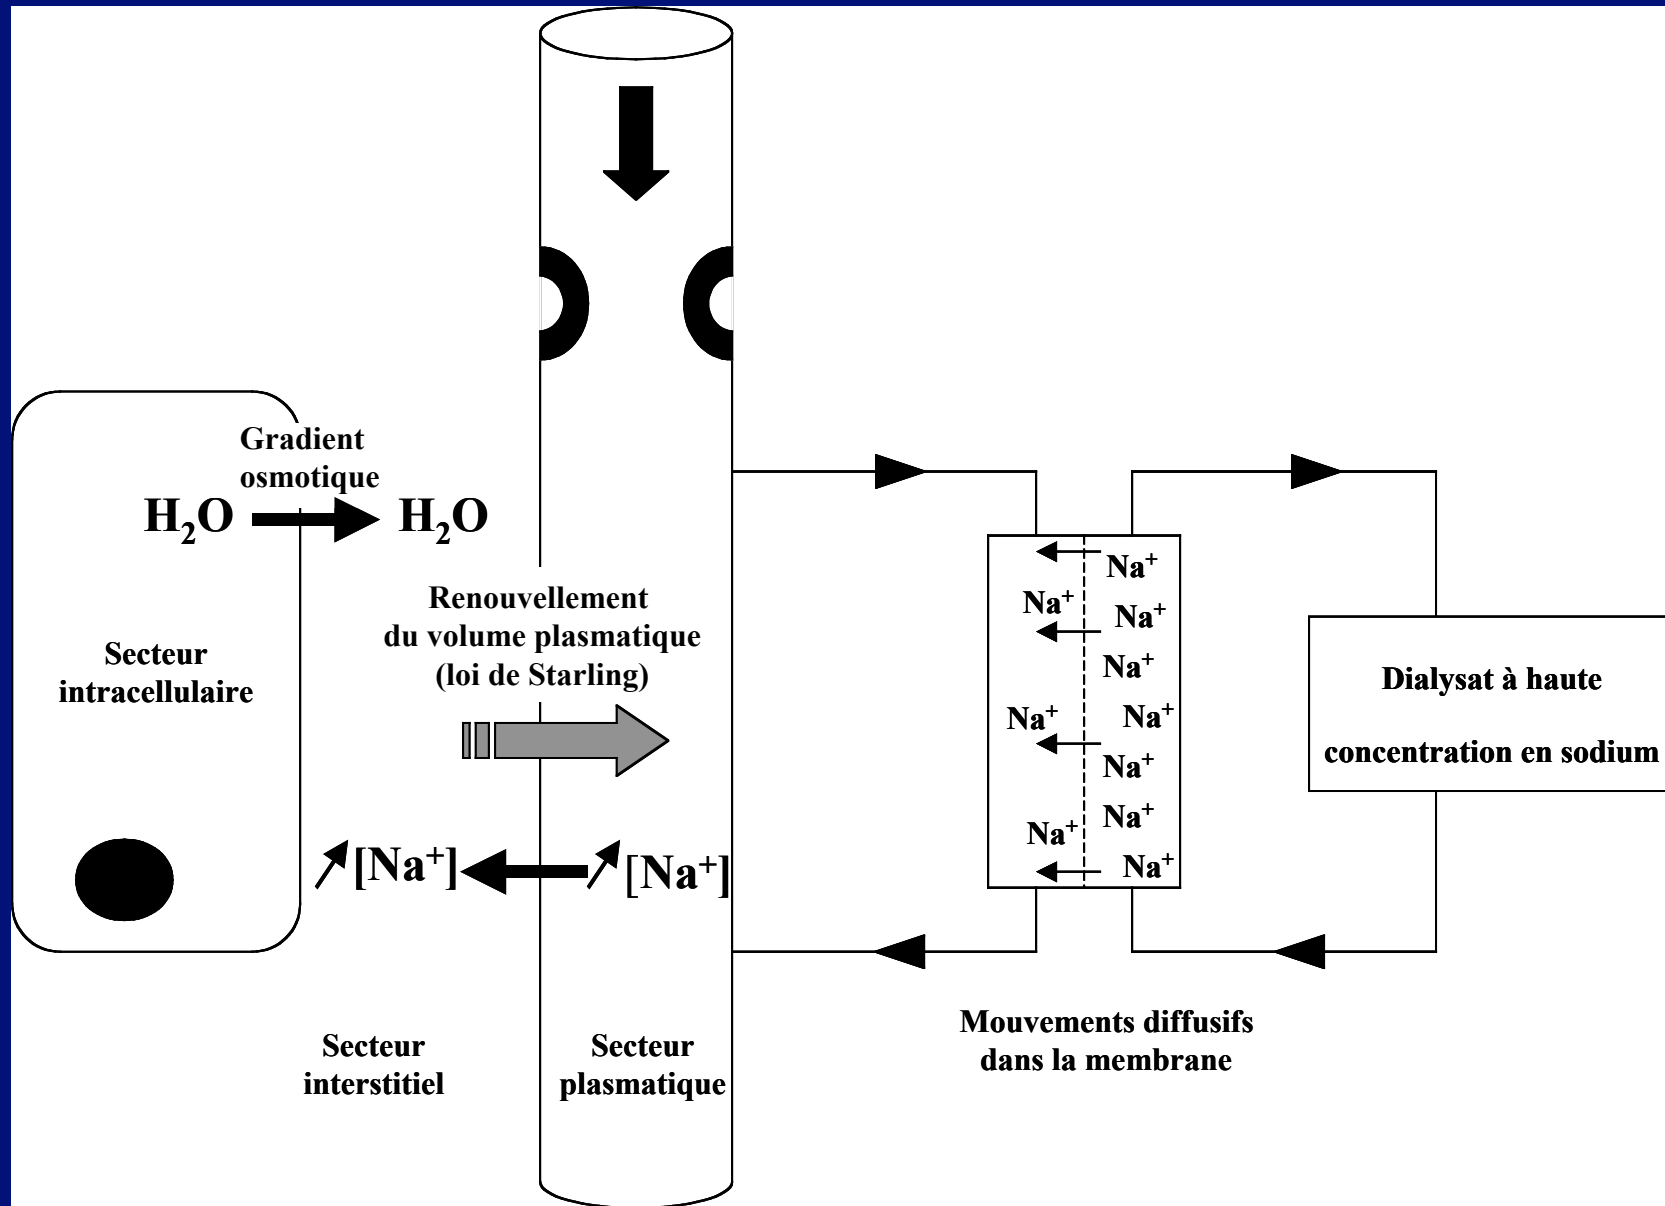 Gradient
osmotique
H₂O H₂O
Renouvellement
du volume plasmatique
(loi de Starling)
Secteur
intracellulaire
[Na⁺] [Na⁺]
Secteur
interstitiel
Secteur
plasmatique
Na⁺
Na⁺
Na⁺
Na⁺
Na⁺
Na⁺
Na⁺
Na⁺
Na⁺
Na⁺
Na⁺
Mouvements diffusifs
dans la membrane
Dialysat à haute
concentration en sodium